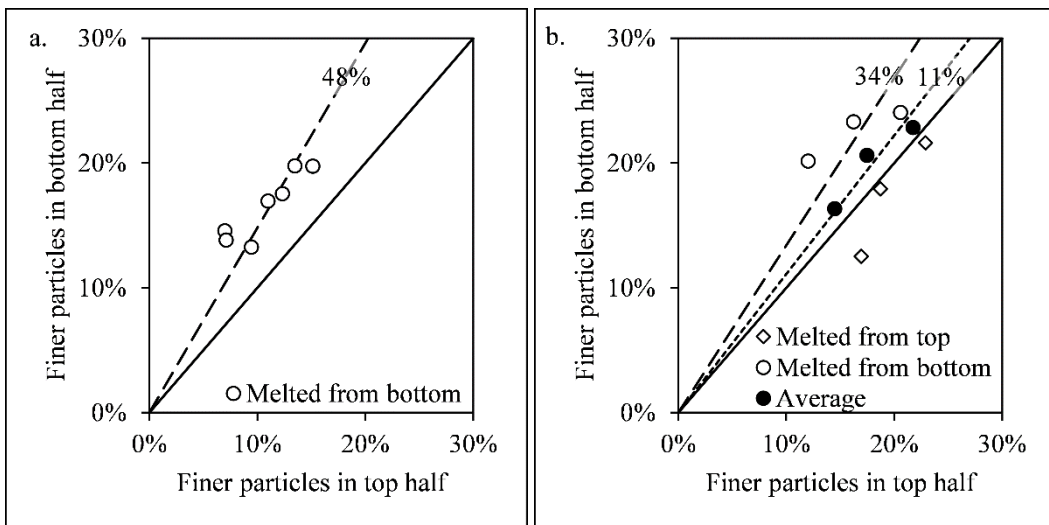 a.
30%
20%
10%
0%
48%
Melted from bottom
0% 10% 20% 30%
Finer particles in top half
Finer particles in bottom half
b.
30%
20%
10%
0%
34% 11%
Melted from top
Melted from bottom
Average
0% 10% 20% 30%
Finer particles in top half
Finer particles in bottom half